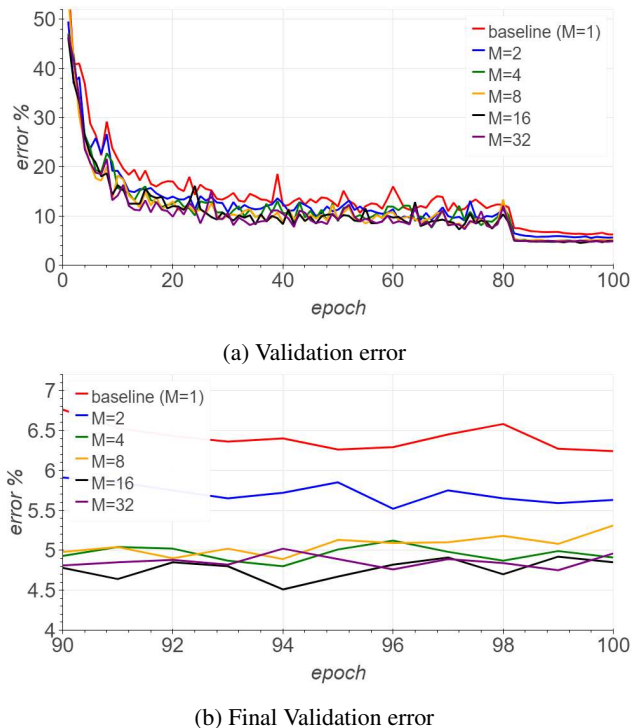 50
40
30
20
10
0
error %
baseline (M=1)
M=2
M=4
M=8
M=16
M=32
0 20 40 60 80 100
epoch
(a) Validation error
7
6.5
6
5.5
5
4.5
4
error %
baseline (M=1)
M=2
M=4
M=8
M=16
M=32
90 92 94 96 98 100
epoch
(b) Final Validation error